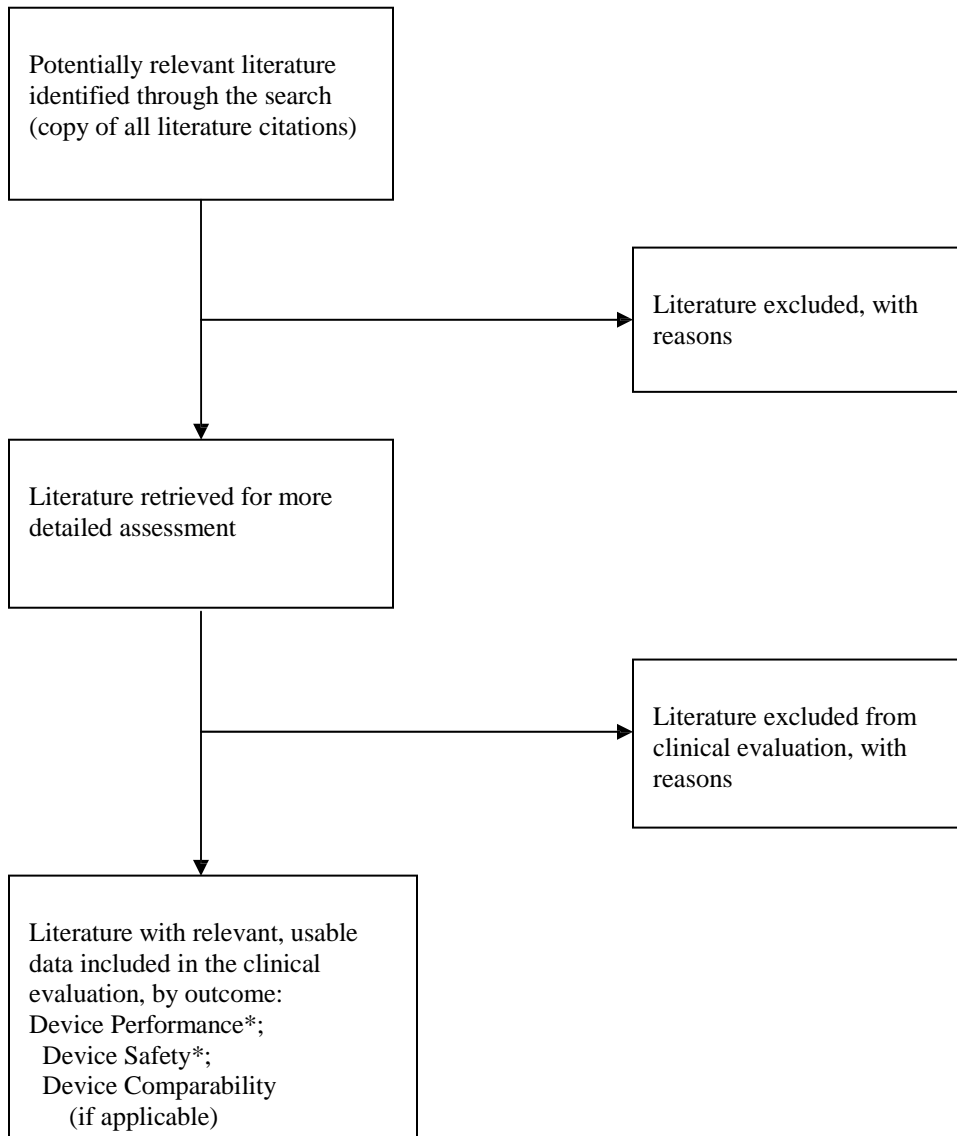 Potentially relevant literature
identified through the search
(copy of all literature citations)
Literature excluded, with
reasons
Literature retrieved for more
detailed assessment
Literature excluded from
clinical evaluation, with
reasons
Literature with relevant, usable
data included in the clinical
evaluation, by outcome:
Device Performance*;
Device Safety*;
Device Comparability
(if applicable)